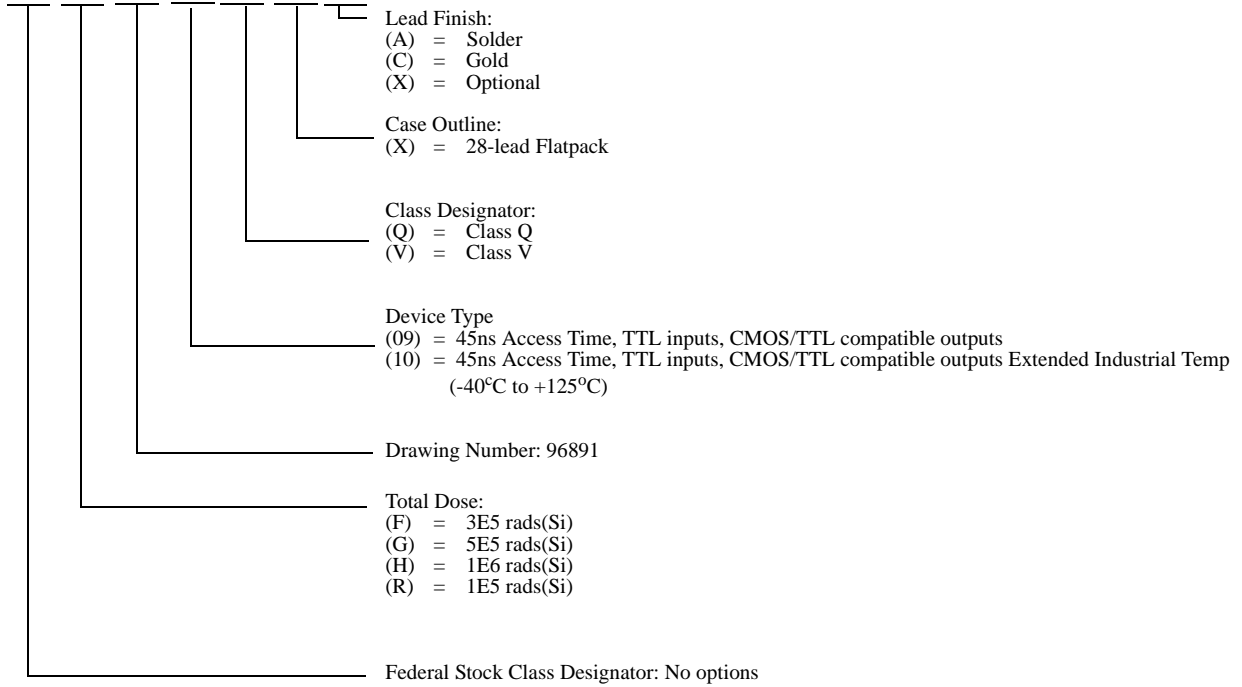 Lead Finish:
(A) = Solder
(C) = Gold
(X) = Optional
Case Outline:
(X) = 28-lead Flatpack
Class Designator:
(Q) = Class Q
(V) = Class V
Device Type
(09) = 45ns Access Time, TTL inputs, CMOS/TTL compatible outputs
(10) = 45ns Access Time, TTL inputs, CMOS/TTL compatible outputs Extended Industrial Temp
(-40ᶜC to +125ᴼC)
Drawing Number: 96891
Total Dose:
(F) = 3E5 rads(Si)
(G) = 5E5 rads(Si)
(H) = 1E6 rads(Si)
(R) = 1E5 rads(Si)
Federal Stock Class Designator: No options